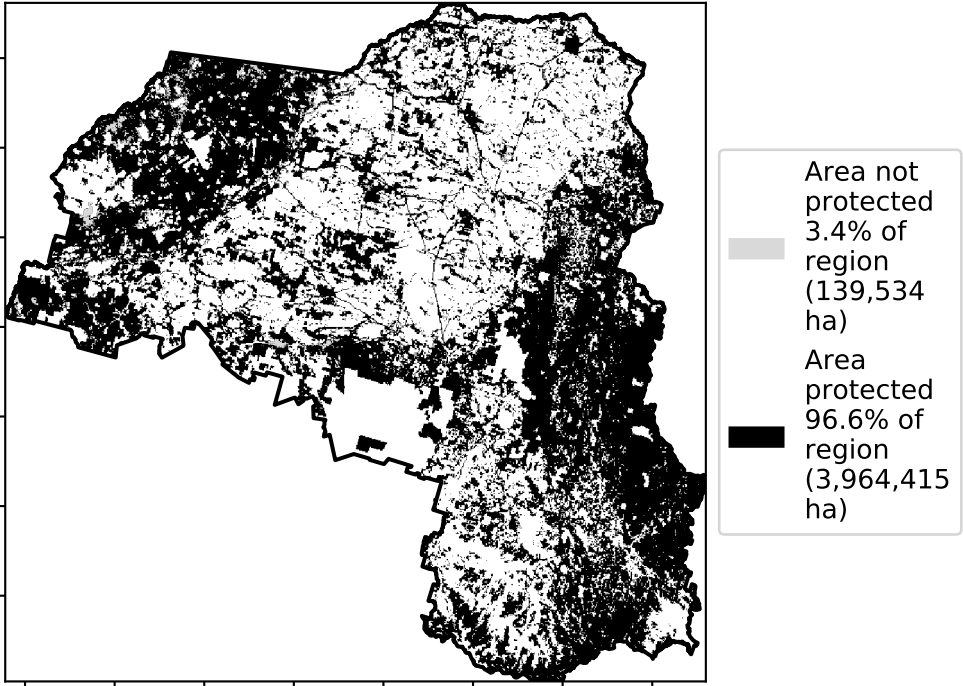 Area not
protected
3.4% of
region
(139,534
ha)
Area
protected
96.6% of
region
(3,964,415
ha)